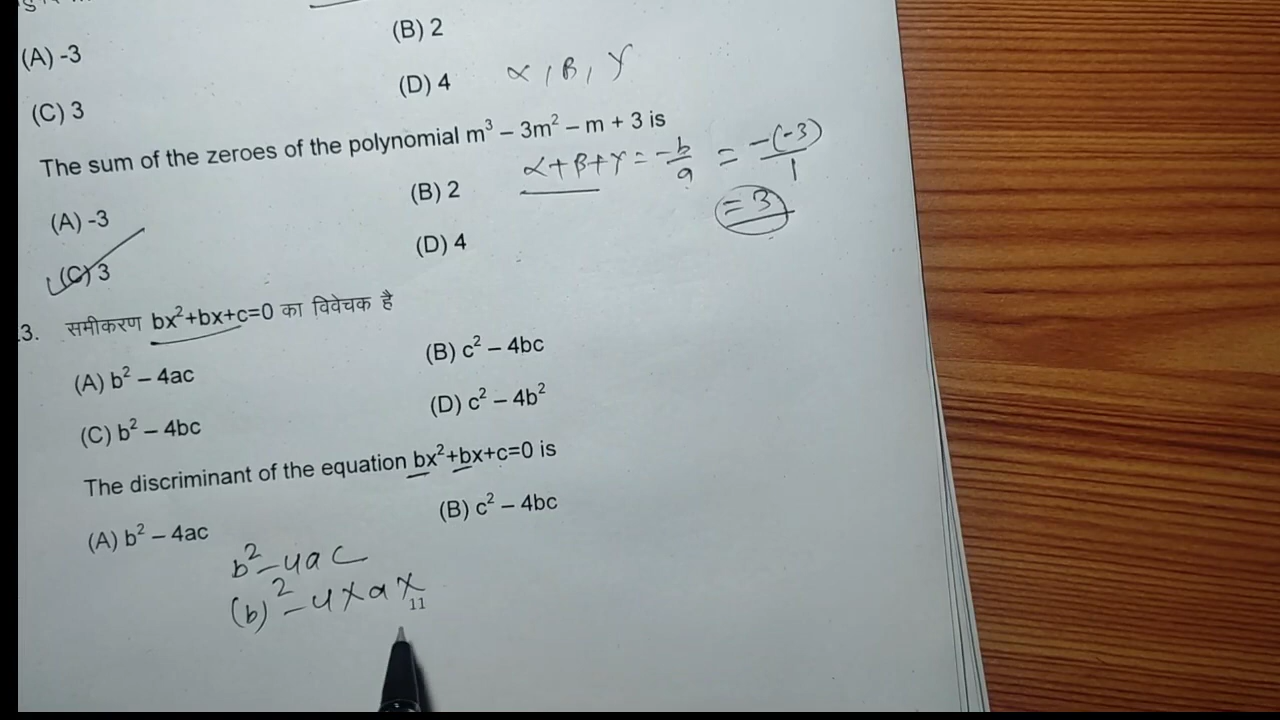 (A) -3
(B) 2
(C) 3
(D) 4
α, β, γ
The sum of the zeroes of the polynomial m³ – 3m² – m + 3 is
α+β+γ = -b/a = -(-3)/1
= 3
(A) -3
(B) 2
(C) 3
(D) 4
3. समीकरण bx²+bx+c=0 का विवेचक है
(A) b² – 4ac
(B) c² – 4bc
(C) b² – 4bc
(D) c² – 4b²
The discriminant of the equation bx²+bx+c=0 is
(A) b² – 4ac
(B) c² – 4bc
b²-4ac
(b)²-4×a×
11